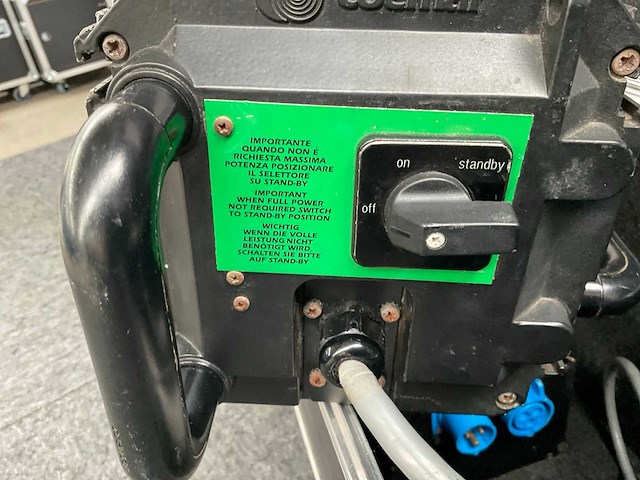 IMPORTANTE
QUANDO NON É
RICHIESTA MASSIMA
POTENZA POSIZIONARE
IL SELETTORE
SU STAND-BY
IMPORTANT
WHEN FULL POWER
NOT REQUIRED SWITCH
TO STAND-BY POSITION
WICHTIG
WENN DIE VOLLE
LEISTUNG NICHT
BENÖTIGT WIRD,
SCHALTEN SIE BITTE
AUF STAND-BY
on standby
off